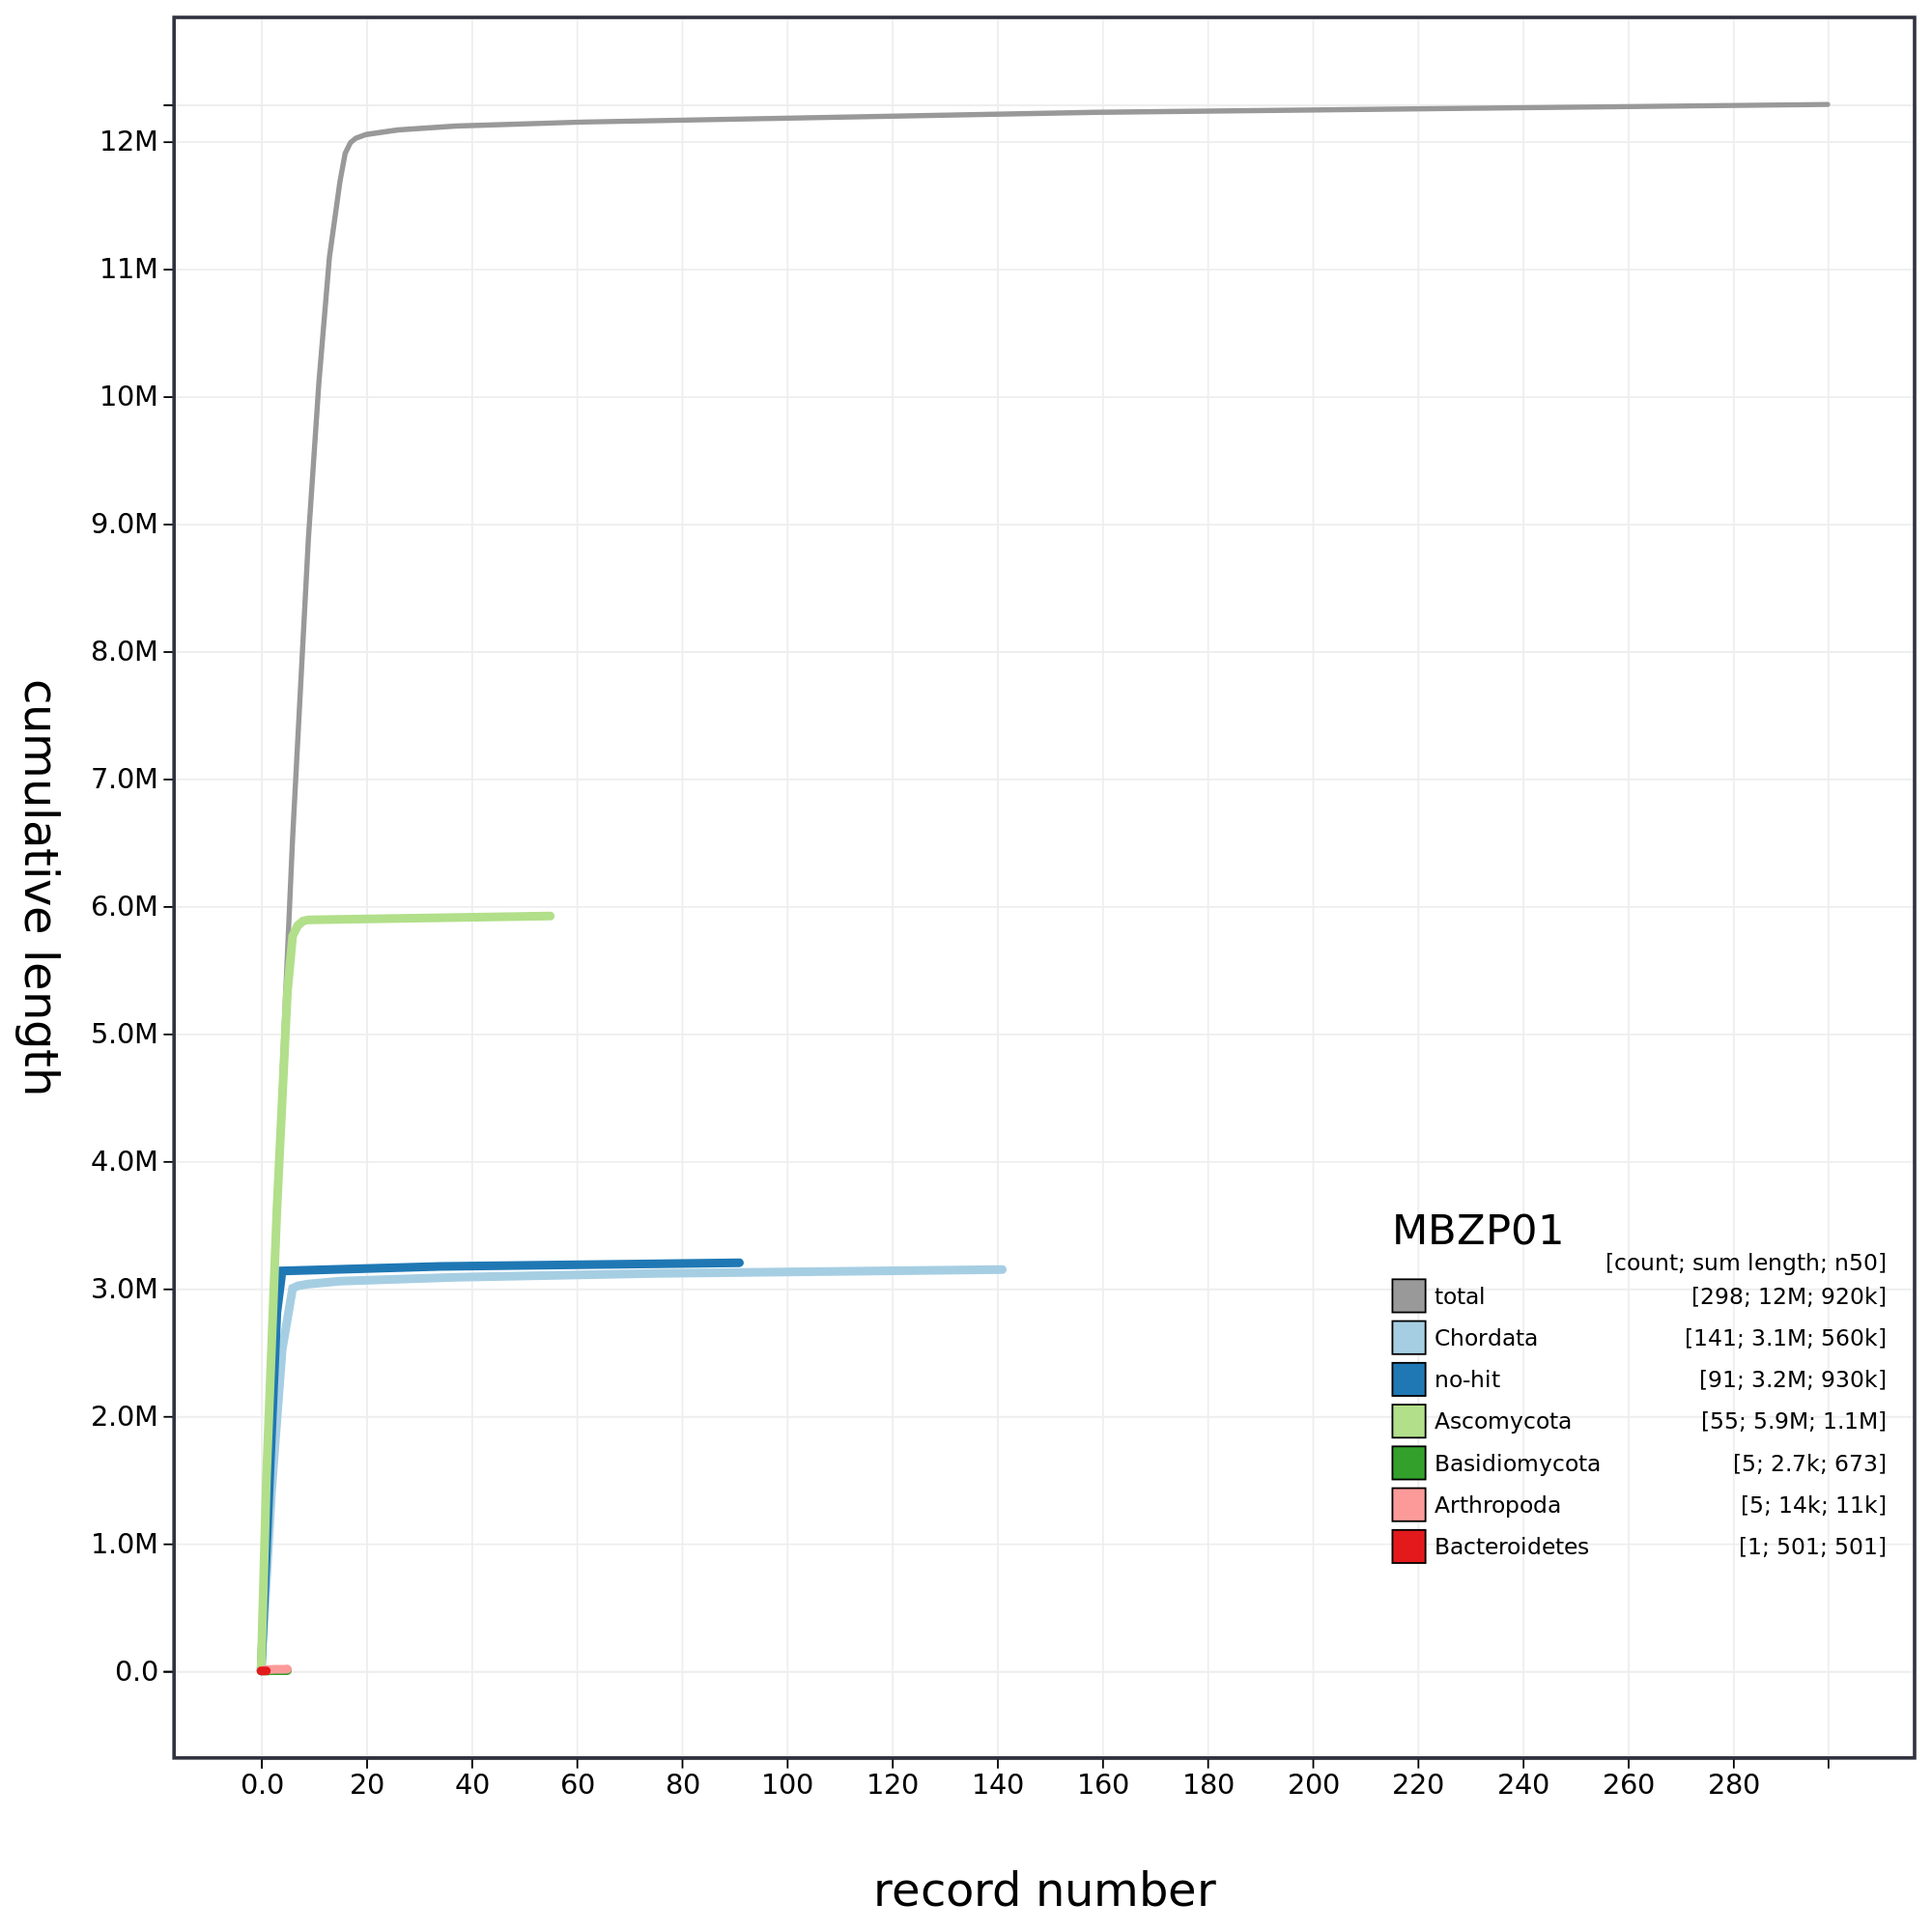 12M
11M
10M
9.0M
8.0M
7.0M
6.0M
5.0M
4.0M
3.0M
2.0M
1.0M
0.0
cumulative length
MBZP01
[count; sum length; n50]
total [298; 12M; 920k]
Chordata [141; 3.1M; 560k]
no-hit [91; 3.2M; 930k]
Ascomycota [55; 5.9M; 1.1M]
Basidiomycota [5; 2.7k; 673]
Arthropoda [5; 14k; 11k]
Bacteroidetes [1; 501; 501]
0.0 20 40 60 80 100 120 140 160 180 200 220 240 260 280
record number